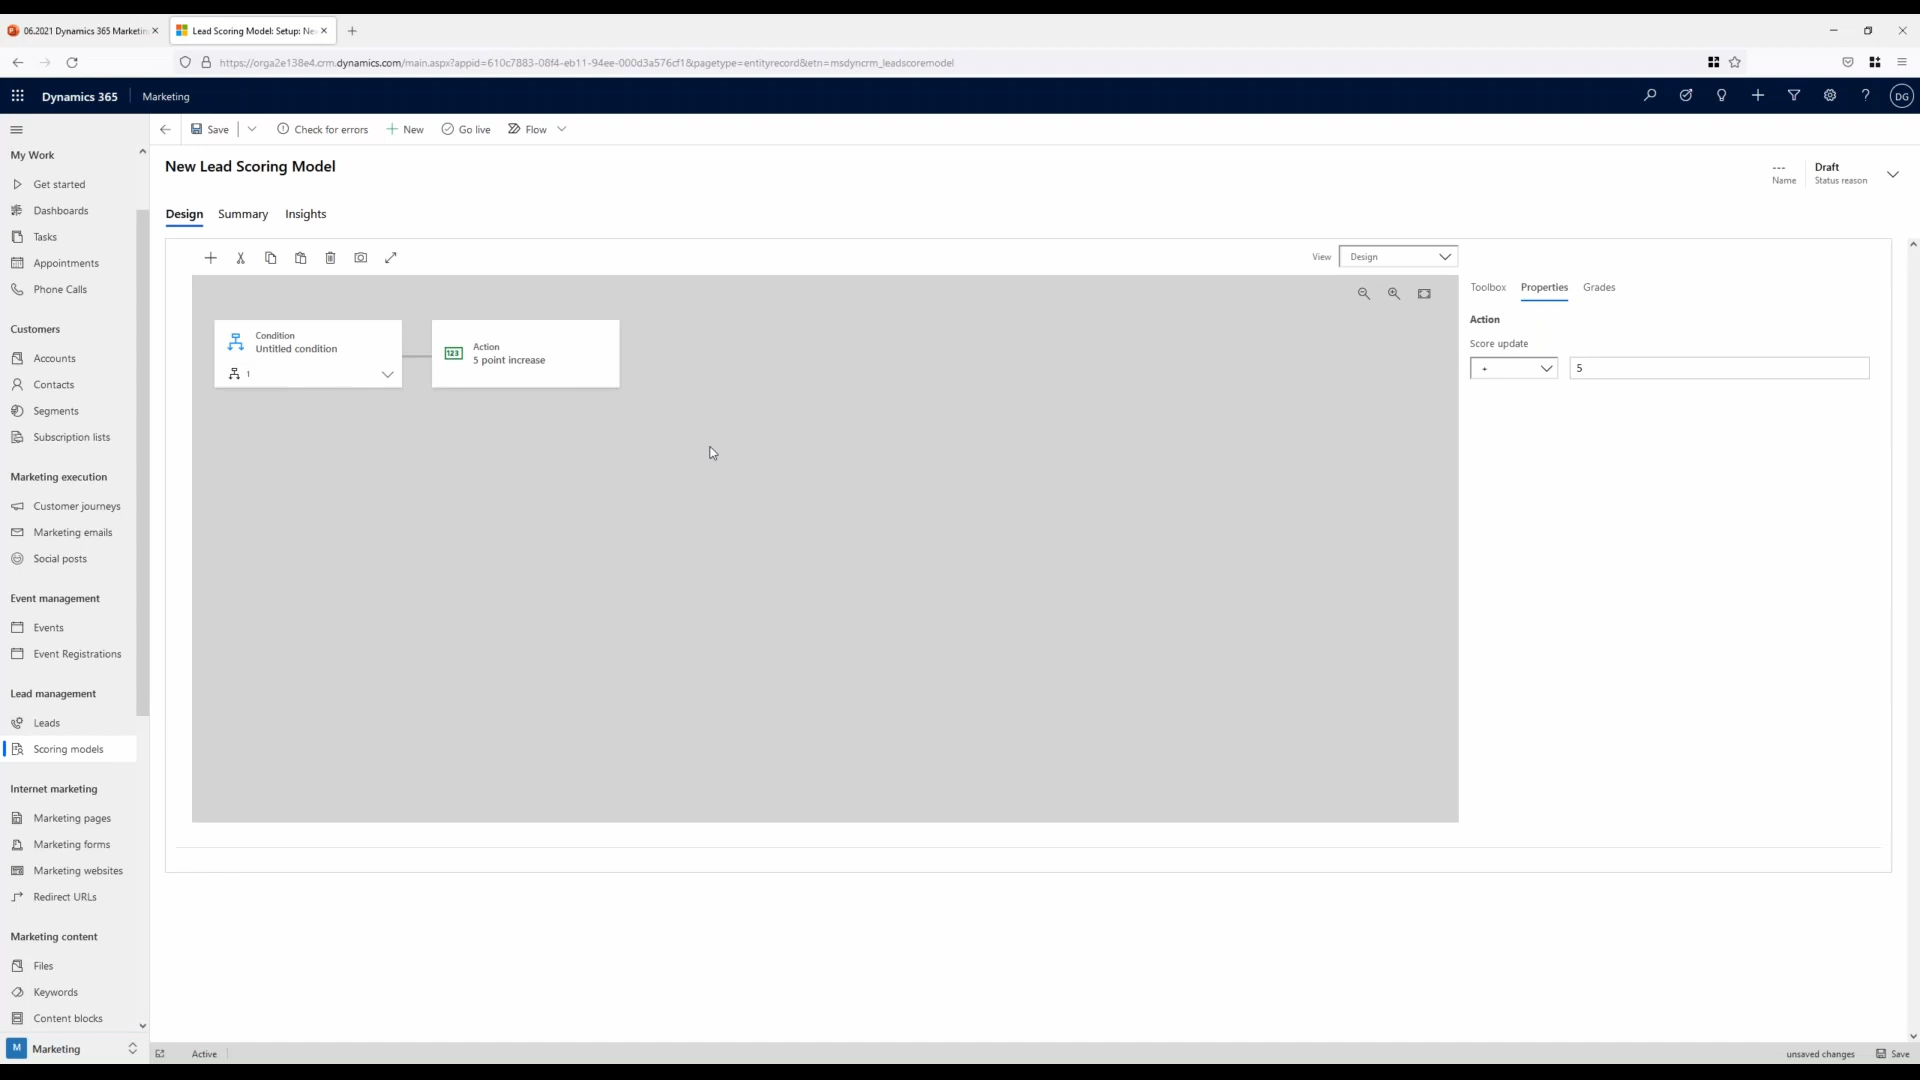 06.2021 Dynamics 365 Marketin
Lead Scoring Model: Setup: Ne
https://orga2e138e4.crm.dynamics.com/main.aspx?appid=610c7883-08f4-eb11-94ee-000d3a576cf1&pagetype=entityrecord&etn=msdyncrm_leadscoremodel
Dynamics 365
Marketing
DG
Save
Check for errors
New
Go live
Flow
My Work
Get started
Dashboards
Tasks
Appointments
Phone Calls
Customers
Accounts
Contacts
Segments
Subscription lists
Marketing execution
Customer journeys
Marketing emails
Social posts
Event management
Events
Event Registrations
Lead management
Leads
Scoring models
Internet marketing
Marketing pages
Marketing forms
Marketing websites
Redirect URLs
Marketing content
Files
Keywords
Content blocks
M
Marketing
New Lead Scoring Model
---
Name
Draft
Status reason
Design
Summary
Insights
View
Design
Condition
Untitled condition
1
123
Action
5 point increase
Toolbox
Properties
Grades
Action
Score update
+
5
Active
unsaved changes
Save